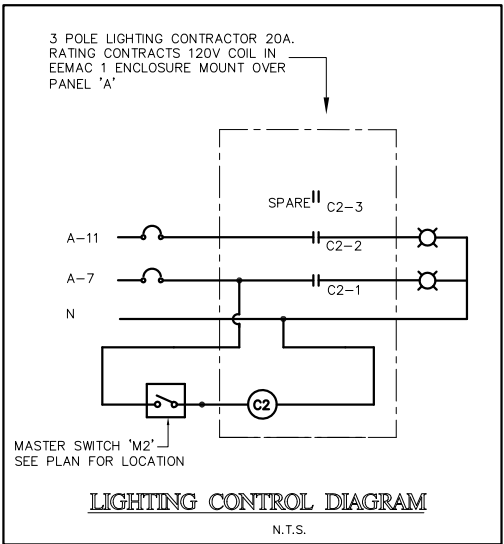 3 POLE LIGHTING CONTRACTOR 20A.
RATING CONTRACTS 120V COIL IN
EEMAC 1 ENCLOSURE MOUNT OVER
PANEL 'A'
SPARE C2-3
A-11
C2-2
A-7
C2-1
N
C2
MASTER SWITCH 'M2'
SEE PLAN FOR LOCATION
LIGHTING CONTROL DIAGRAM
N.T.S.